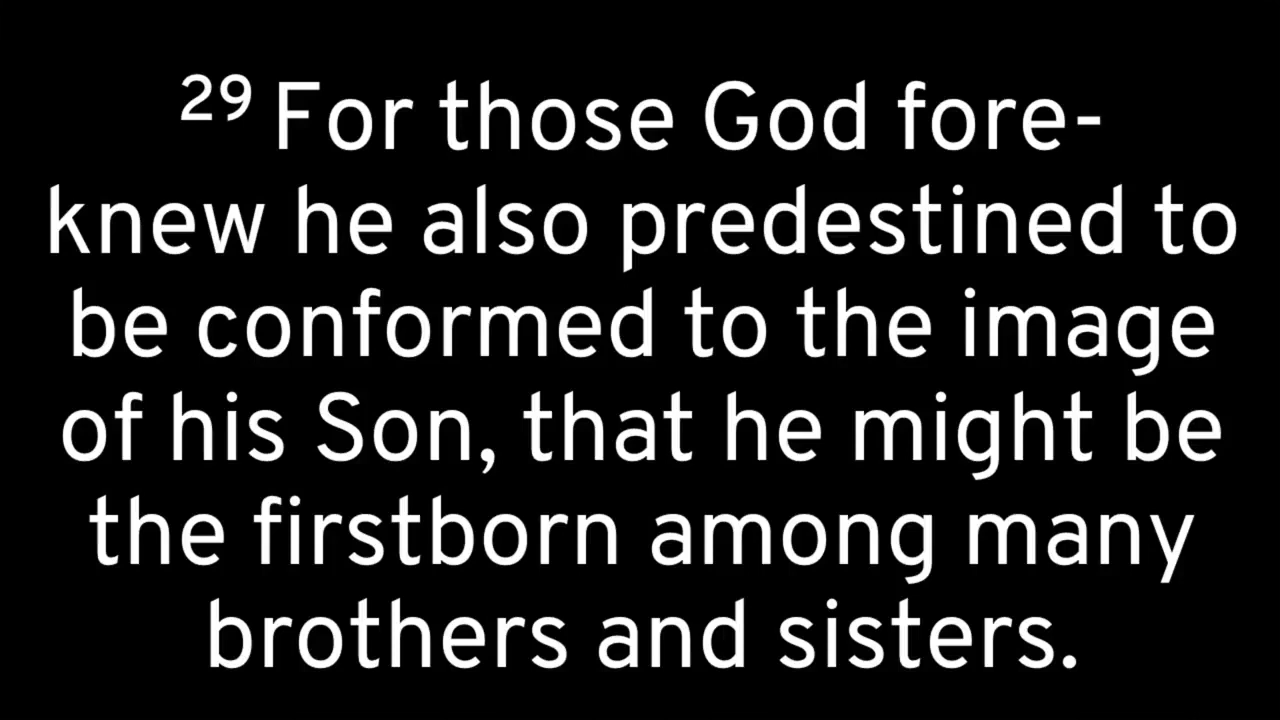 29 For those God fore-
knew he also predestined to
be conformed to the image
of his Son, that he might be
the firstborn among many
brothers and sisters.